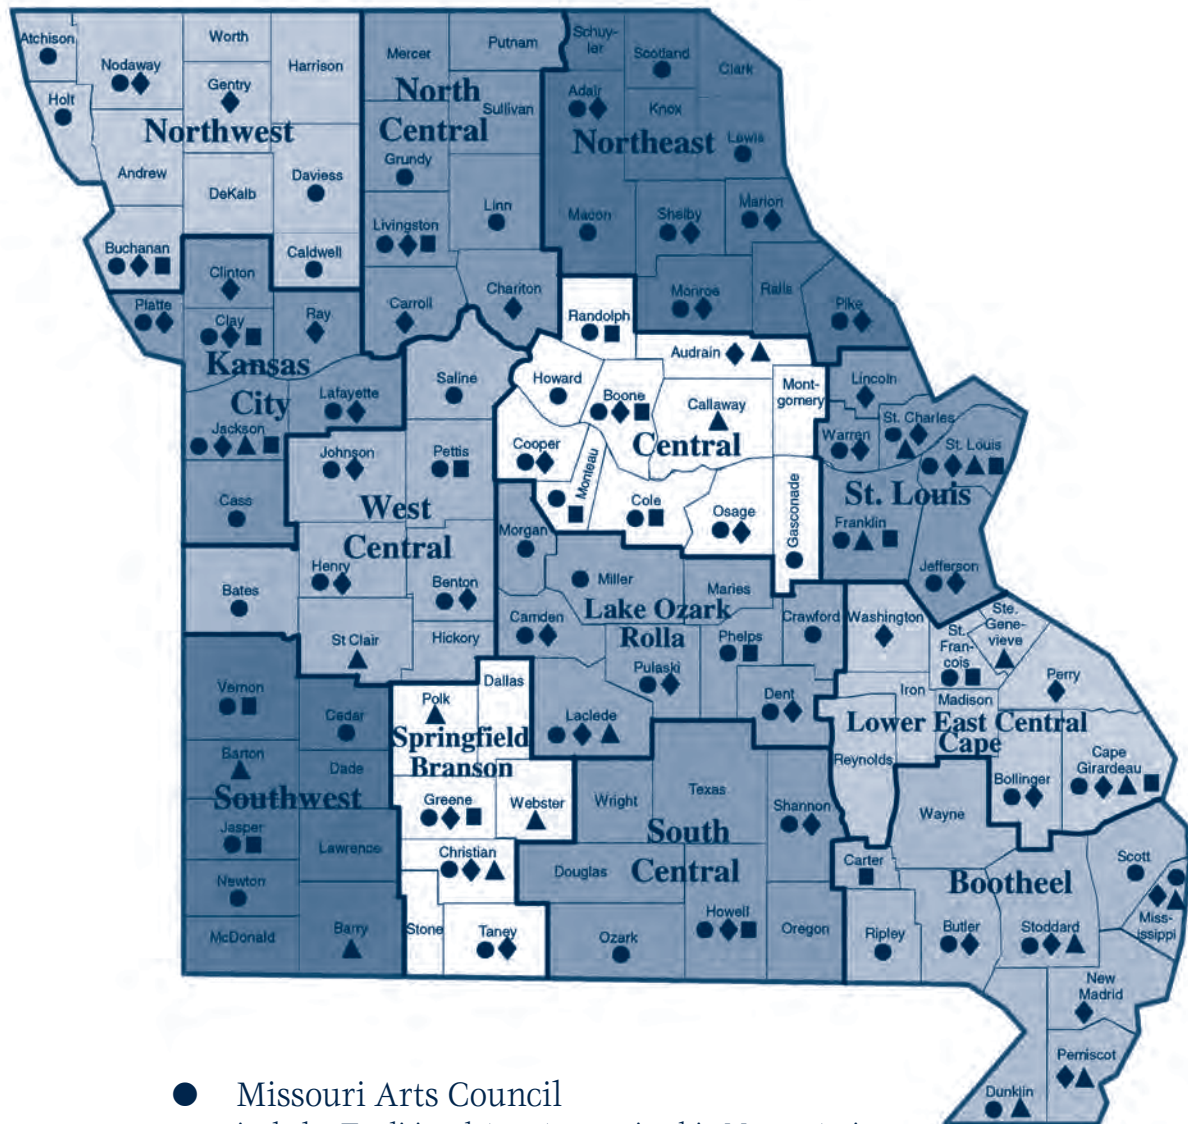 Atchison
Nodaway
Worth
Harrison
Gentry
Holt
Northwest
Andrew
DeKalb
Daviess
Buchanan
Caldwell
Mercer
Putnam
North
Central
Sullivan
Grundy
Linn
Livingston
Carroll
Chariton
Schuy-
ler
Scotland
Clark
Adair
Knox
Northeast
Lewis
Macon
Shelby
Marion
Monroe
Ralls
Pike
Clinton
Platte
Clay
Ray
Kansas
City
Lafayette
Jackson
Cass
Saline
Johnson
Pettis
West
Central
Henry
Benton
Bates
St Clair
Hickory
Randolph
Audrain
Howard
Boone
Callaway
Mont-
gomery
Central
Cooper
Monteau
Cole
Osage
Gasconade
Lincoln
St. Charles
Warren
St. Louis
St. Louis
Franklin
Jefferson
Morgan
Miller
Maries
Lake Ozark
Rolla
Camden
Phelps
Crawford
Pulaski
Dent
Laclede
Washington
Ste.
Gene-
vieve
St.
Fran-
cois
Perry
Iron
Madison
Lower East Central
Cape
Reynolds
Bollinger
Cape
Girardeau
Vernon
Cedar
Barton
Dade
Southwest
Jasper
Lawrence
Newton
McDonald
Barry
Dallas
Polk
Springfield
Branson
Greene
Webster
Christian
Stone
Taney
Wright
Texas
Shannon
South
Central
Douglas
Howell
Ozark
Oregon
Wayne
Carter
Bootheel
Scott
Miss-
issippi
Ripley
Butler
Stoddard
New
Madrid
Pemiscot
Dunklin
Missouri Arts Council